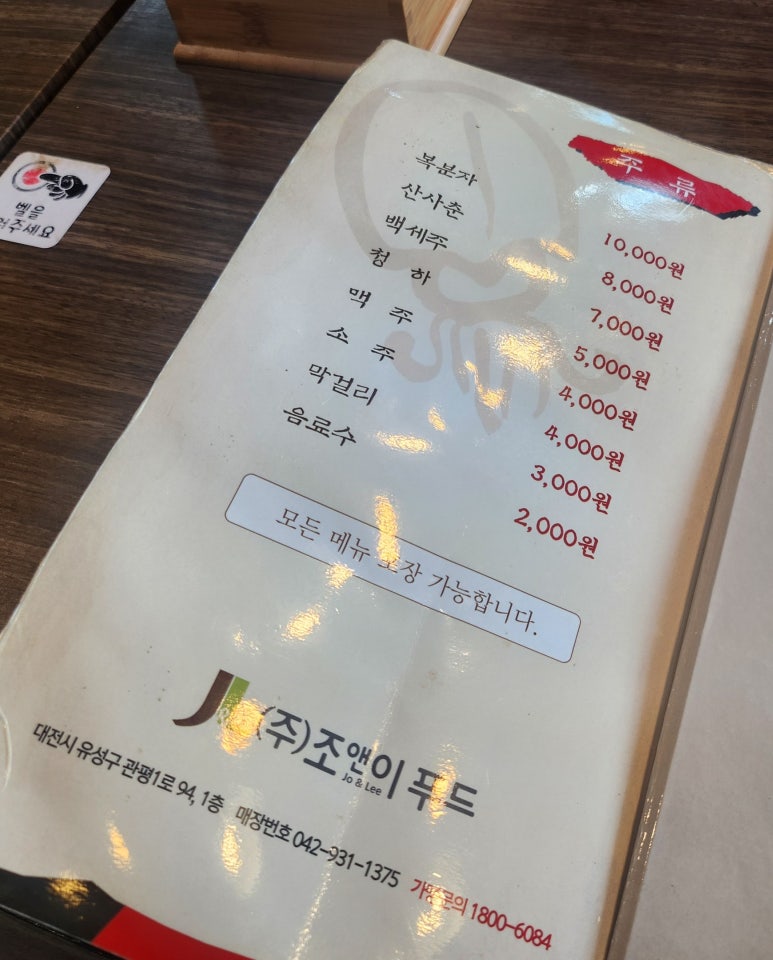 주류
복분자 10,000원
산사춘 8,000원
백세주 7,000원
청 하 5,000원
맥 주 4,000원
소 주 4,000원
막걸리 3,000원
음료수 2,000원
모든 메뉴 포장 가능합니다.
(주)조앤이 푸드
Jo & Lee
대전시 유성구 관평1로 94, 1층 매장번호 042-931-1375 가맹문의 1800-6084
벨을